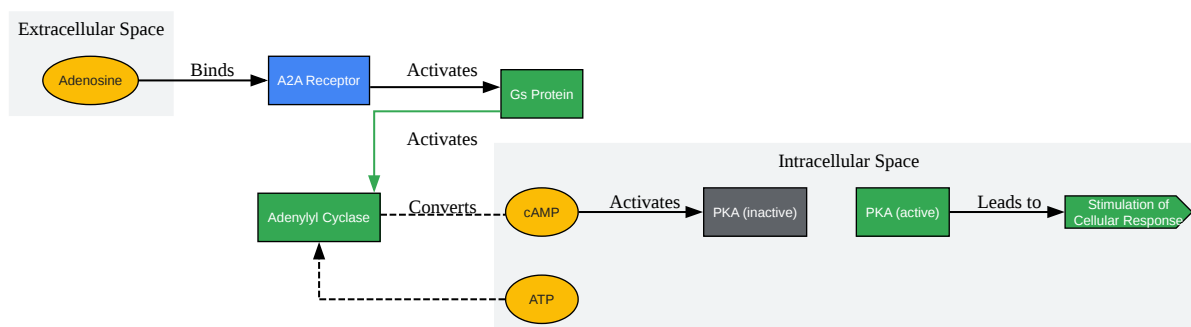 Extracellular Space
Adenosine
Binds
A2A Receptor
Activates
Gs Protein
Activates
Intracellular Space
Adenylyl Cyclase
Converts
cAMP
Activates
PKA (inactive)
PKA (active)
Leads to
Stimulation of
Cellular Response
ATP